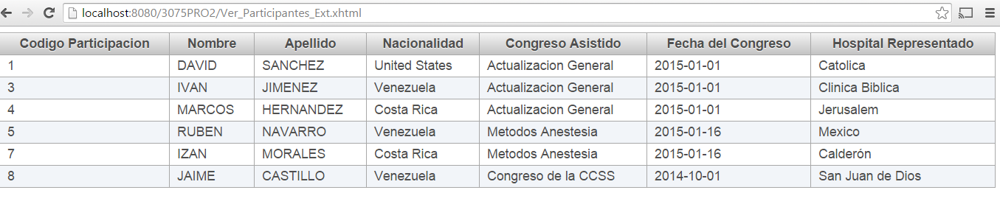 localhost:8080/3075PRO2/Ver_Participantes_Ext.xhtml
Codigo Participacion Nombre Apellido Nacionalidad Congreso Asistido Fecha del Congreso Hospital Representado
1 DAVID SANCHEZ United States Actualizacion General 2015-01-01 Catolica
3 IVAN JIMENEZ Venezuela Actualizacion General 2015-01-01 Clinica Biblica
4 MARCOS HERNANDEZ Costa Rica Actualizacion General 2015-01-01 Jerusalem
5 RUBEN NAVARRO Venezuela Metodos Anestesia 2015-01-16 Mexico
7 IZAN MORALES Costa Rica Metodos Anestesia 2015-01-16 Calderón
8 JAIME CASTILLO Venezuela Congreso de la CCSS 2014-10-01 San Juan de Dios